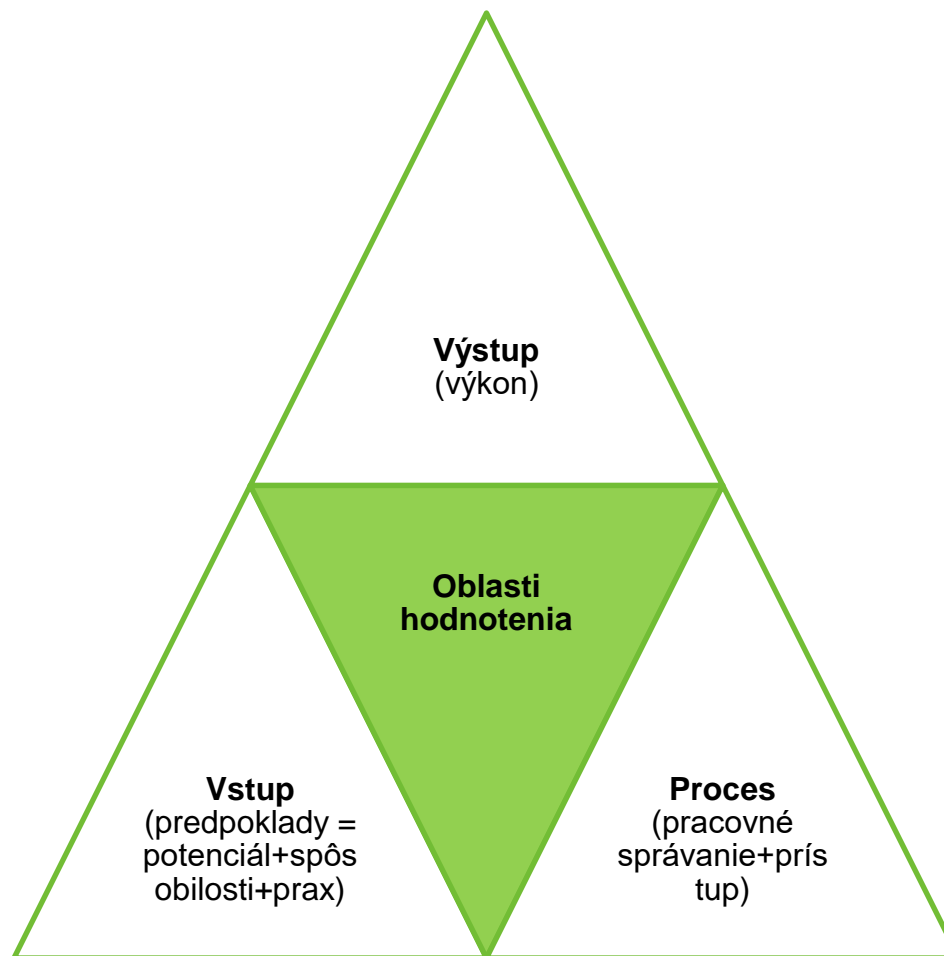 Výstup
(výkon)
Oblasti
hodnotenia
Vstup
(predpoklady =
potenciál+spôs
obilosti+prax)
Proces
(pracovné
správanie+prís
tup)